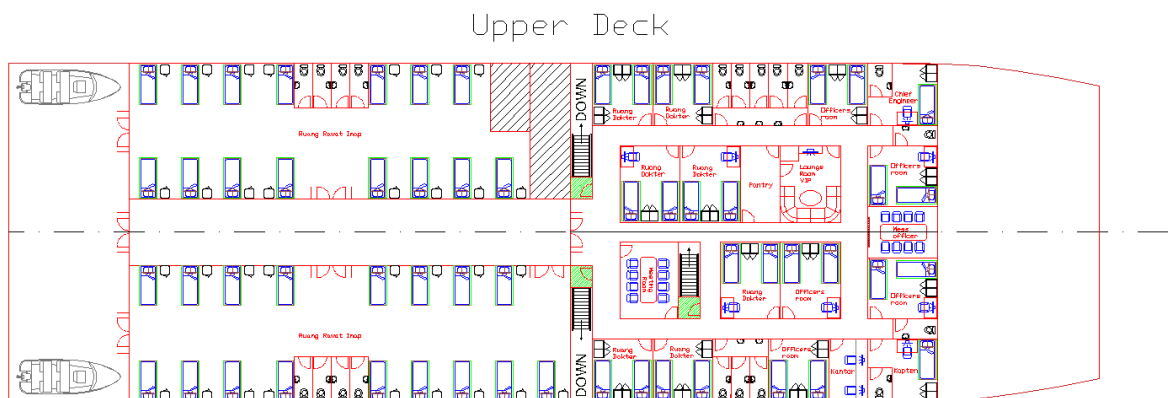 Upper Deck
DOWN
Ruang
Dokter
Ruang
Dokter
Officers
room
Chief
Engineer
Ruang Rawat Inap
Ruang
Dokter
Ruang
Dokter
Pantry
Lounge
Room
VIP
Officers
room
Mess
officer
Meeting
Room
Ruang
Dokter
Officers
room
Officers
room
Ruang Rawat Inap
DOWN
Ruang
Dokter
Ruang
Dokter
Officers
room
Kantor
Kapten